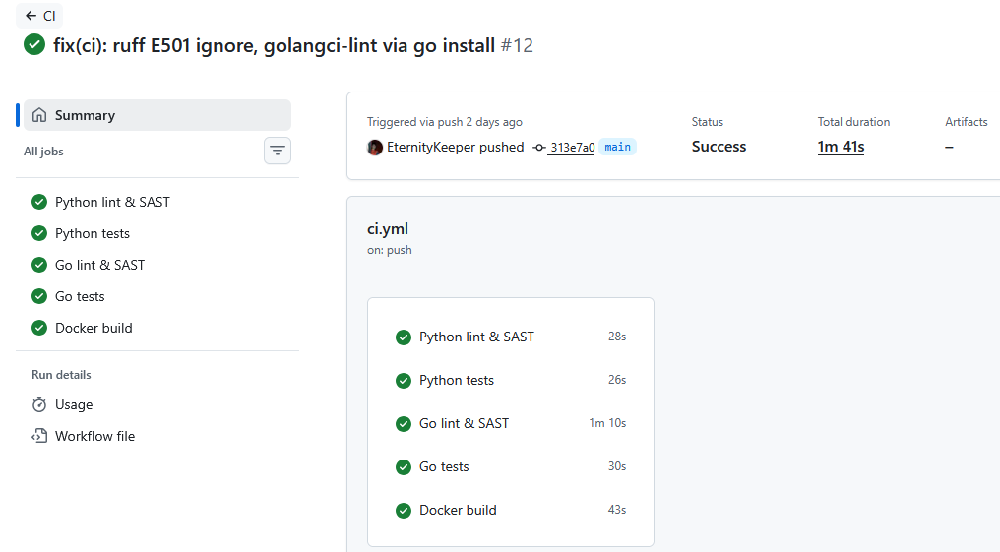 CI
fix(ci): ruff E501 ignore, golangci-lint via go install #12
Summary
All jobs
Python lint & SAST
Python tests
Go lint & SAST
Go tests
Docker build
Run details
Usage
Workflow file
Triggered via push 2 days ago
EternityKeeper pushed 313e7a0 main
Status
Success
Total duration
1m 41s
Artifacts
–
ci.yml
on: push
Python lint & SAST 28s
Python tests 26s
Go lint & SAST 1m 10s
Go tests 30s
Docker build 43s